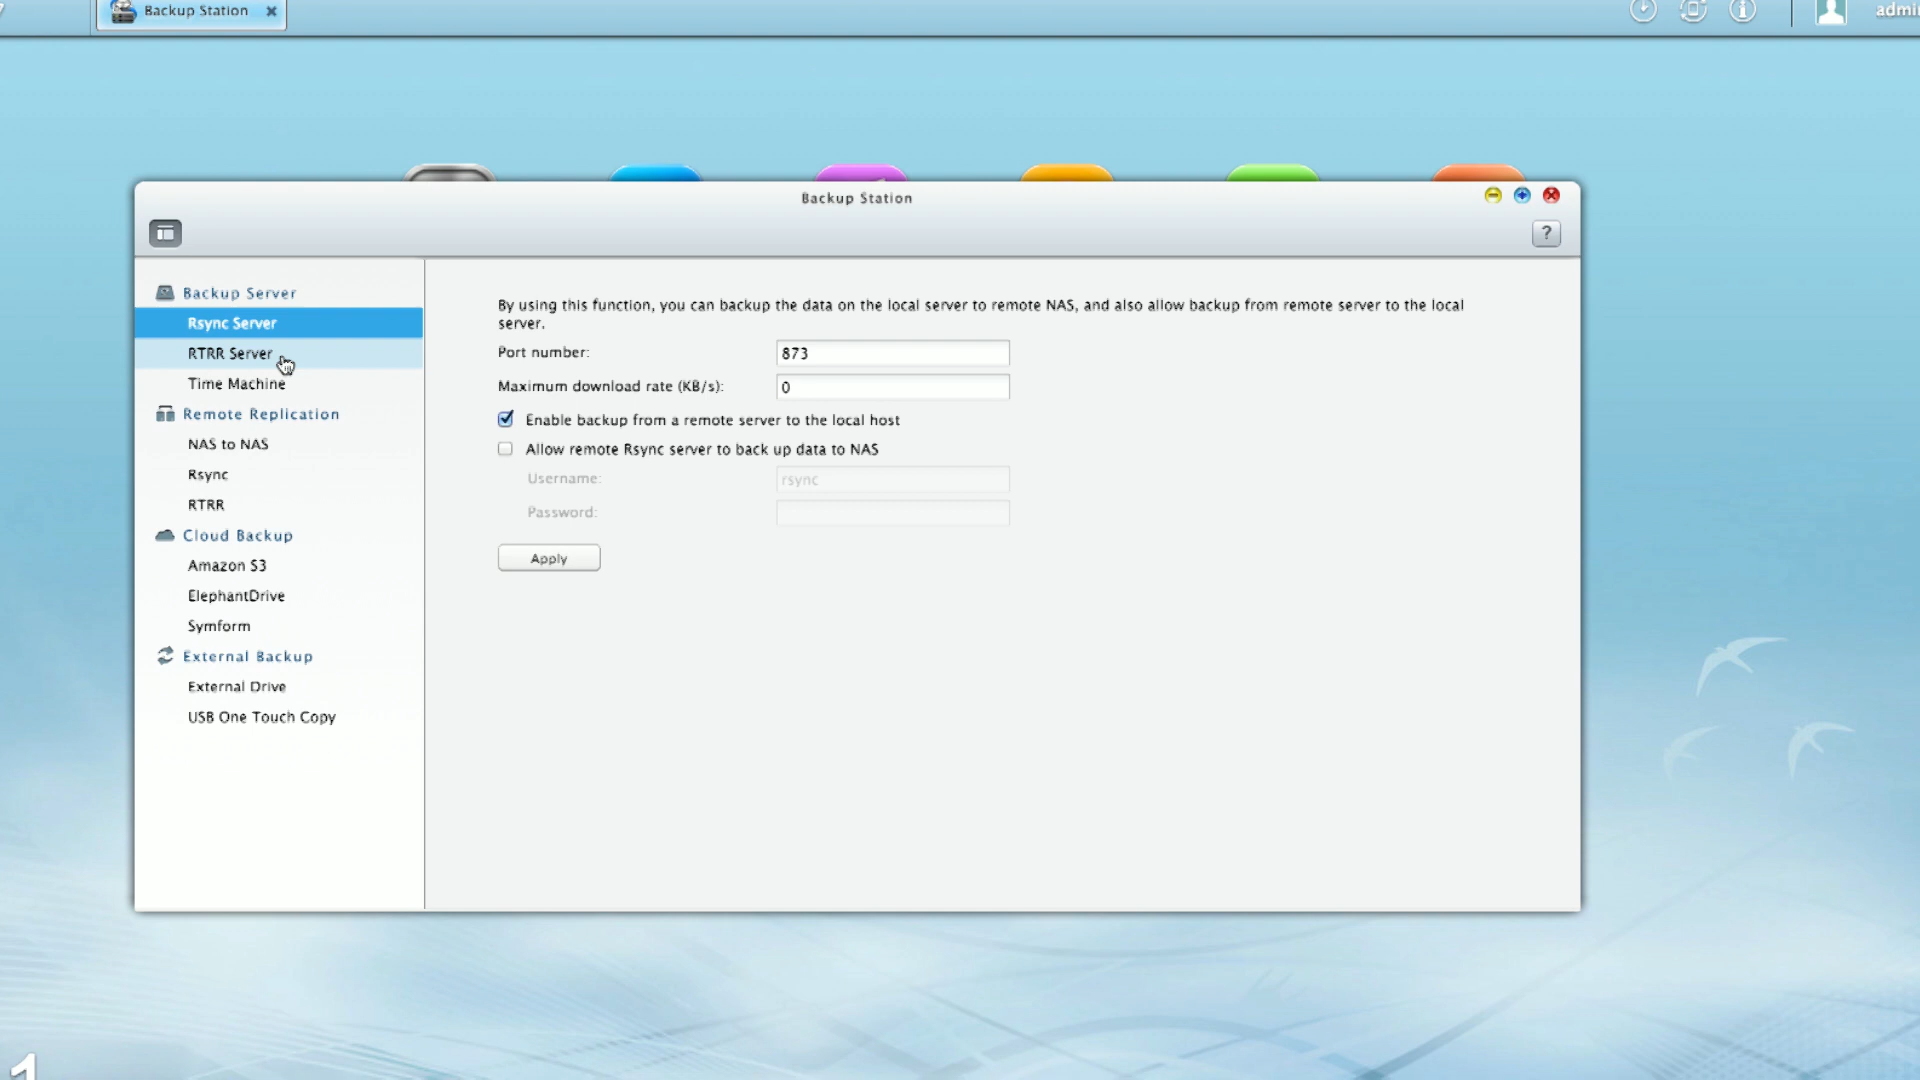 Backup Station
admi
Backup Station
?
Backup Server
Rsync Server
RTRR Server
Time Machine
Remote Replication
NAS to NAS
Rsync
RTRR
Cloud Backup
Amazon S3
ElephantDrive
Symform
External Backup
External Drive
USB One Touch Copy
By using this function, you can backup the data on the local server to remote NAS, and also allow backup from remote server to the local
server.
Port number: 873
Maximum download rate (KB/s): 0
Enable backup from a remote server to the local host
Allow remote Rsync server to back up data to NAS
Username: rsync
Password:
Apply
1